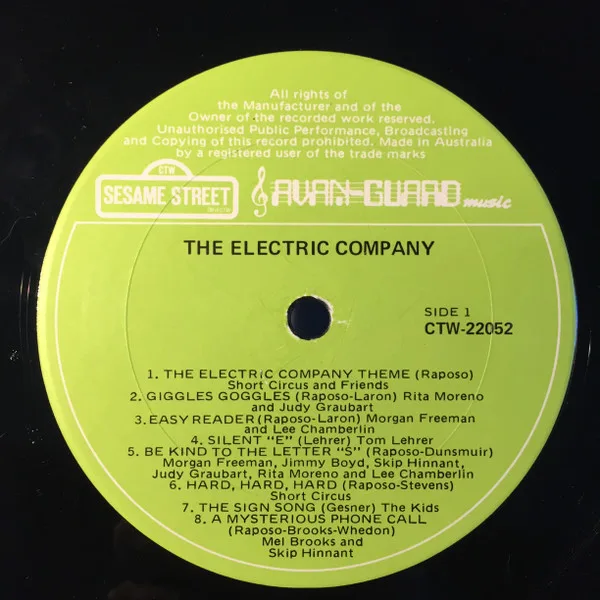 All rights of
the Manufacturer and of the
Owner of the recorded work reserved.
Unauthorised Public Performance, Broadcasting
and Copying of this record prohibited. Made in Australia
by a registered user of the trade marks
CTW
SESAME STREET
AVAN-GUARD music
THE ELECTRIC COMPANY
SIDE 1
CTW-22052
1. THE ELECTRIC COMPANY THEME (Raposo)
Short Circus and Friends
2. GIGGLES GOGGLES (Raposo-Laron) Rita Moreno
and Judy Graubart
3. EASY READER (Raposo-Laron) Morgan Freeman
and Lee Chamberlin
4. SILENT "E" (Lehrer) Tom Lehrer
5. BE KIND TO THE LETTER "S" (Raposo-Dunsmuir)
Morgan Freeman, Jimmy Boyd, Skip Hinnant,
Judy Graubart, Rita Moreno and Lee Chamberlin
6. HARD, HARD, HARD (Raposo-Stevens)
Short Circus
7. THE SIGN SONG (Gesner) The Kids
8. A MYSTERIOUS PHONE CALL
(Raposo-Brooks-Whedon)
Mel Brooks and
Skip Hinnant